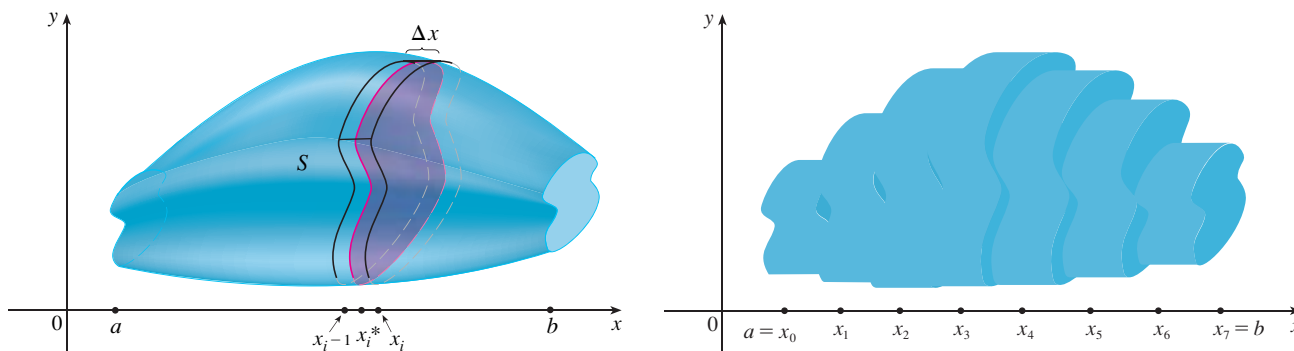 y
Δx
S
0
a
x_{i-1}
x_i*
x_i
b
x
y
0
a = x_0
x_1
x_2
x_3
x_4
x_5
x_6
x_7 = b